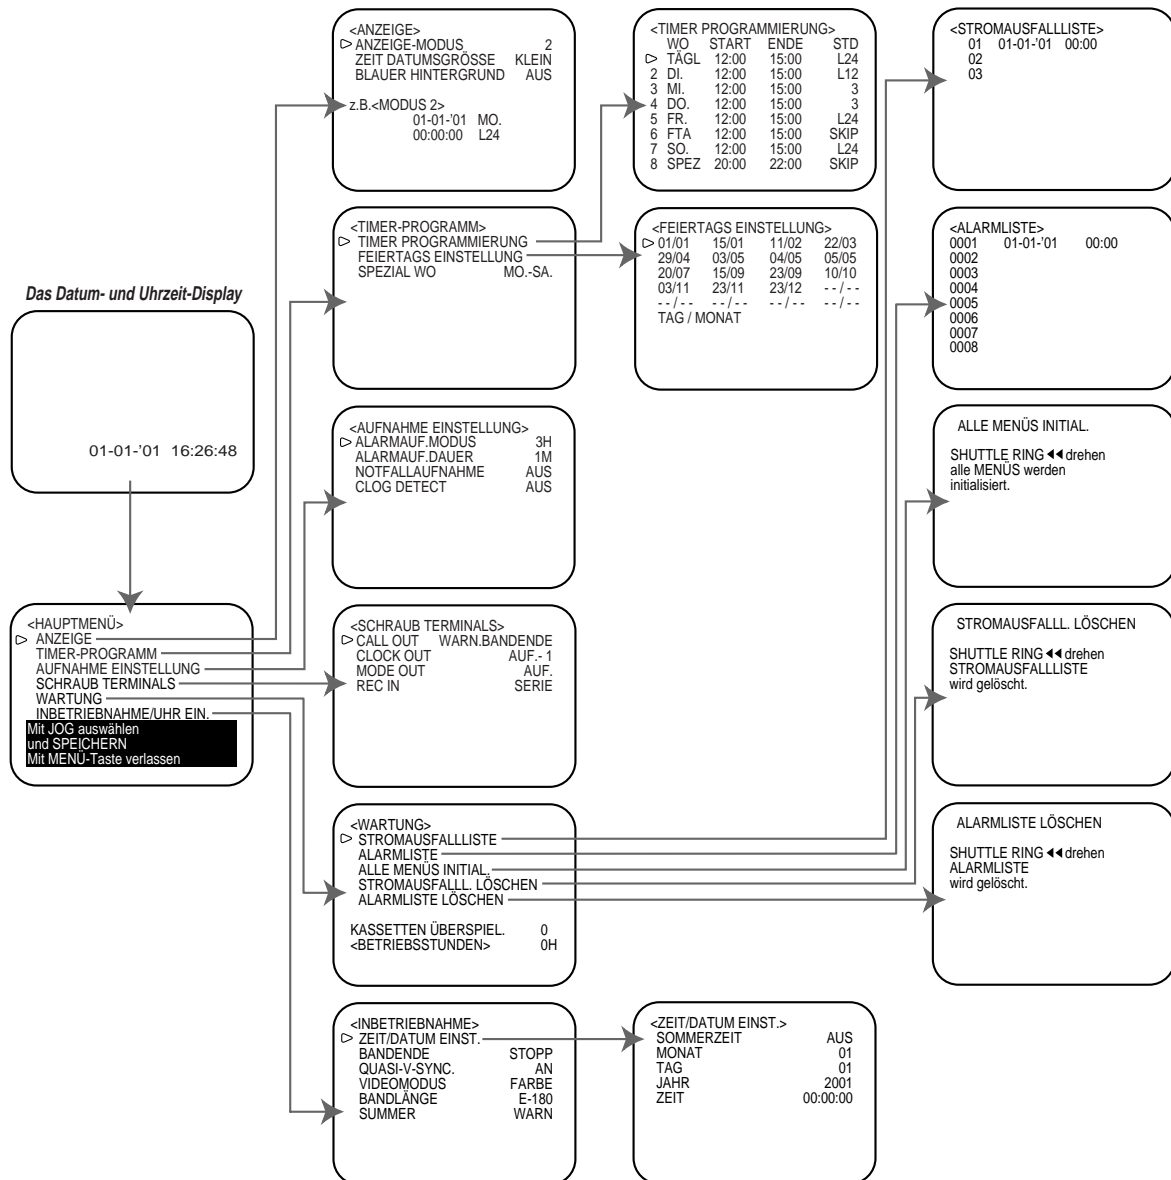 Das Datum- und Uhrzeit-Display
01-01-'01 16:26:48
<HAUPTMENÜ>
ANZEIGE
TIMER-PROGRAMM
AUFNAHME EINSTELLUNG
SCHRAUB TERMINALS
WARTUNG
INBETRIEBNAHME/UHR EIN.
Mit JOG auswählen
und SPEICHERN
Mit MENÜ-Taste verlassen
<ANZEIGE>
ANZEIGE-MODUS 2
ZEIT DATUMSGRÖSSE KLEIN
BLAUER HINTERGRUND AUS
z.B.<MODUS 2>
01-01-'01 MO.
00:00:00 L24
<TIMER-PROGRAMM>
TIMER PROGRAMMIERUNG
FEIERTAGS EINSTELLUNG
SPEZIAL WO MO.-SA.
<AUFNAHME EINSTELLUNG>
ALARMAUF.MODUS 3H
ALARMAUF.DAUER 1M
NOTFALLAUFNAHME AUS
CLOG DETECT AUS
<SCHRAUB TERMINALS>
CALL OUT WARN.BANDENDE
CLOCK OUT AUF.- 1
MODE OUT AUF.
REC IN SERIE
<WARTUNG>
STROMAUSFALLLISTE
ALARMLISTE
ALLE MENÜS INITIAL.
STROMAUSFALLL. LÖSCHEN
ALARMLISTE LÖSCHEN
KASSETTEN ÜBERSPIEL. 0
<BETRIEBSSTUNDEN> 0H
<INBETRIEBNAHME>
ZEIT/DATUM EINST.
BANDENDE STOPP
QUASI-V-SYNC. AN
VIDEOMODUS FARBE
BANDLÄNGE E-180
SUMMER WARN
<TIMER PROGRAMMIERUNG>
WO START ENDE STD
TÄGL 12:00 15:00 L24
2 DI. 12:00 15:00 L12
3 MI. 12:00 15:00 3
4 DO. 12:00 15:00 3
5 FR. 12:00 15:00 L24
6 FTA 12:00 15:00 SKIP
7 SO. 12:00 15:00 L24
8 SPEZ 20:00 22:00 SKIP
<FEIERTAGS EINSTELLUNG>
01/01 15/01 11/02 22/03
29/04 03/05 04/05 05/05
20/07 15/09 23/09 10/10
03/11 23/11 23/12 - - / - -
- - / - - - - / - - - - / - - - - / - -
TAG / MONAT
<ZEIT/DATUM EINST.>
SOMMERZEIT AUS
MONAT 01
TAG 01
JAHR 2001
ZEIT 00:00:00
<STROMAUSFALLLISTE>
01 01-01-'01 00:00
02
03
<ALARMLISTE>
0001 01-01-'01 00:00
0002
0003
0004
0005
0006
0007
0008
ALLE MENÜS INITIAL.
SHUTTLE RING ◀◀ drehen
alle MENÜS werden
initialisiert.
STROMAUSFALLL. LÖSCHEN
SHUTTLE RING ◀◀ drehen
STROMAUSFALLLISTE
wird gelöscht.
ALARMLISTE LÖSCHEN
SHUTTLE RING ◀◀ drehen
ALARMLISTE
wird gelöscht.